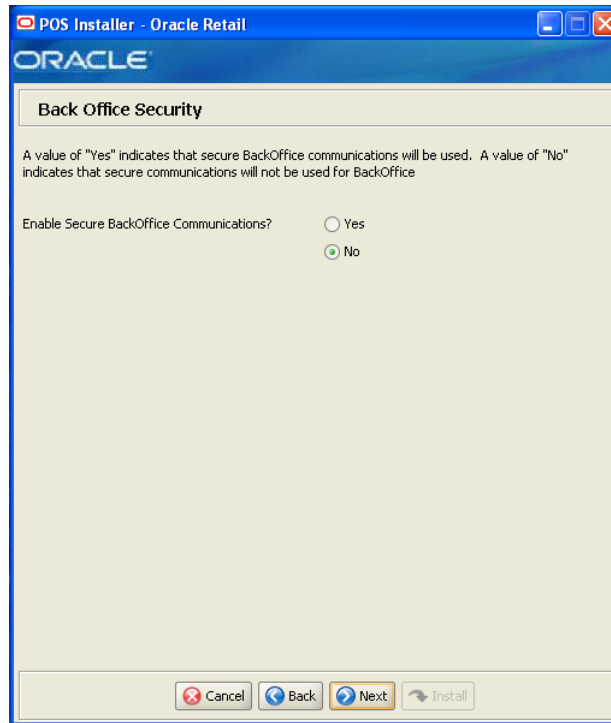 POS Installer - Oracle Retail
ORACLE
Back Office Security
A value of "Yes" indicates that secure BackOffice communications will be used. A value of "No"
indicates that secure communications will not be used for BackOffice
Enable Secure BackOffice Communications?
Yes
No
Cancel
Back
Next
Install